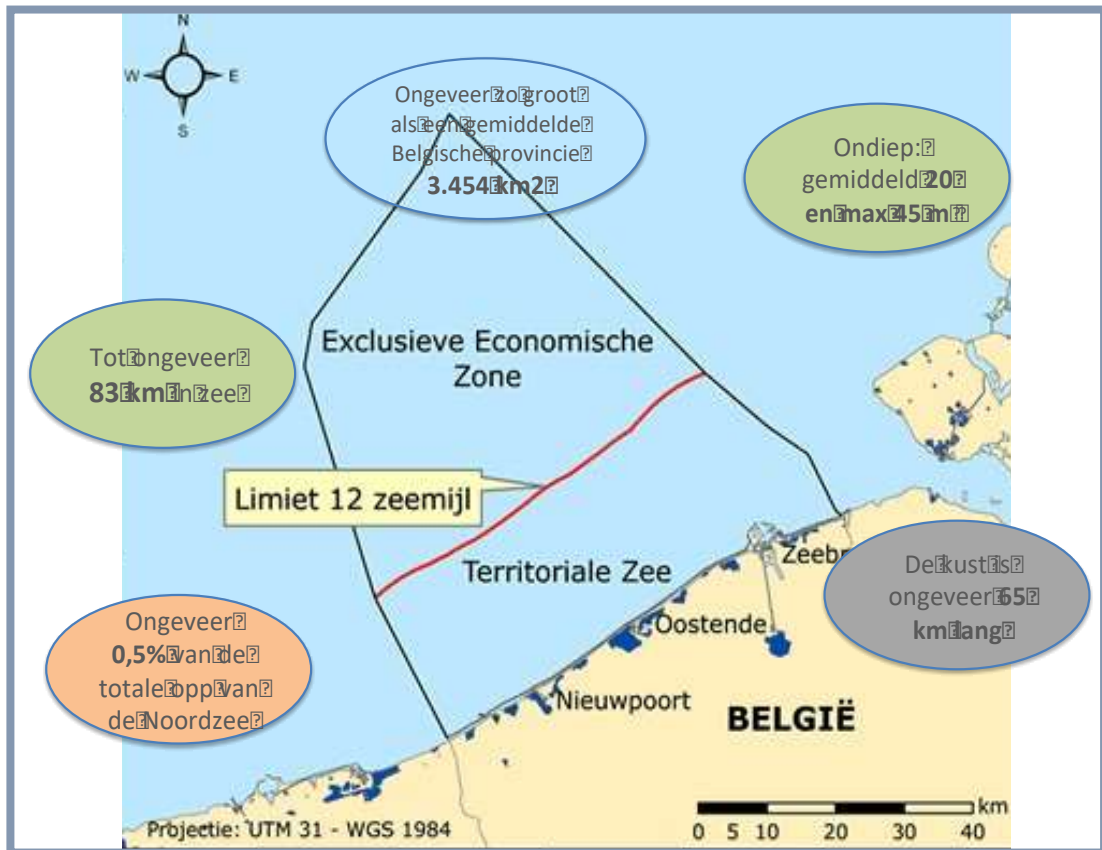 N
W E
S
Ongeveer⍰zo⍰groot⍰
als⍰een⍰gemiddelde⍰
Belgische⍰provincie⍰
3.454⍰km2⍰
Ondiep:⍰
gemiddeld⍰20⍰
en⍰max⍰45⍰m⍰⍰
Exclusieve Economische
Zone
Tot⍰ongeveer⍰
83⍰km⍰in⍰zee⍰
Limiet 12 zeemijl
Territoriale Zee
Zeebr
De⍰kust⍰is⍰
ongeveer⍰65⍰
km⍰lang⍰
Oostende
Ongeveer⍰
0,5%⍰van⍰de⍰
totale⍰opp⍰van⍰
de⍰Noordzee⍰
Nieuwpoort
BELGIË
km
0 5 10 20 30 40
Projectie: UTM 31 - WGS 1984